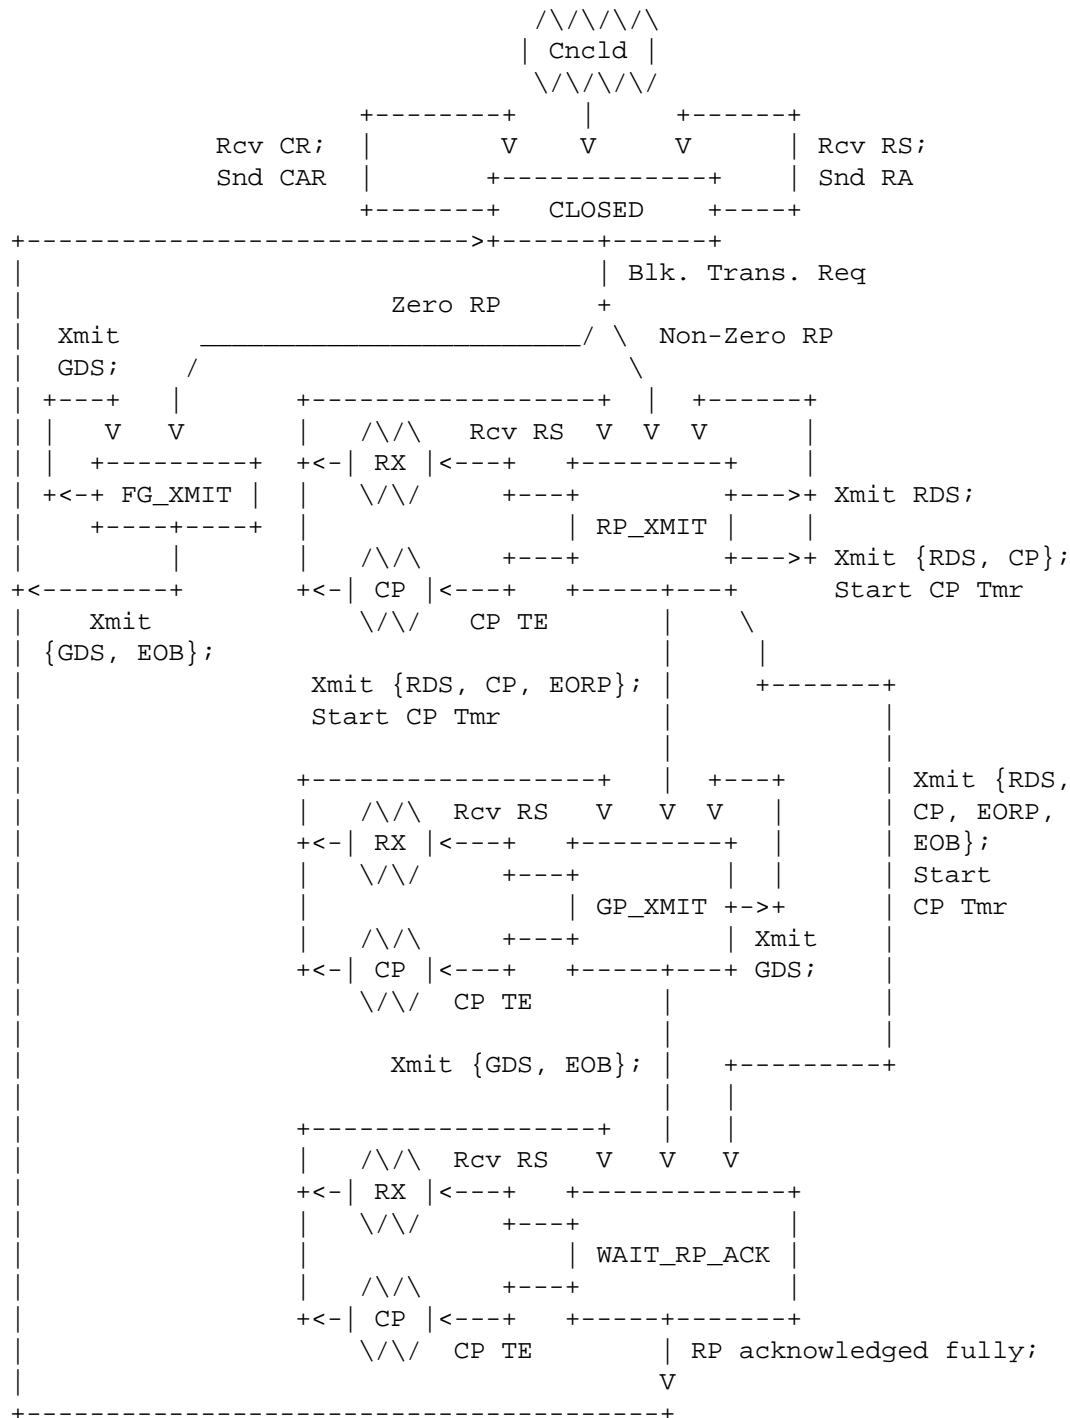 Cncld
Rcv CR; Rcv RS;
Snd CAR Snd RA
CLOSED
Blk. Trans. Req
Zero RP
Xmit Non-Zero RP
GDS;
Rcv RS
RX
FG_XMIT Xmit RDS;
RP_XMIT
Xmit {RDS, CP};
CP Start CP Tmr
Xmit CP TE
{GDS, EOB};
Xmit {RDS, CP, EORP};
Start CP Tmr
Xmit {RDS,
Rcv RS CP, EORP,
RX EOB};
Start
GP_XMIT CP Tmr
Xmit
CP GDS;
CP TE
Xmit {GDS, EOB};
Rcv RS
RX
WAIT_RP_ACK
CP
CP TE RP acknowledged fully;